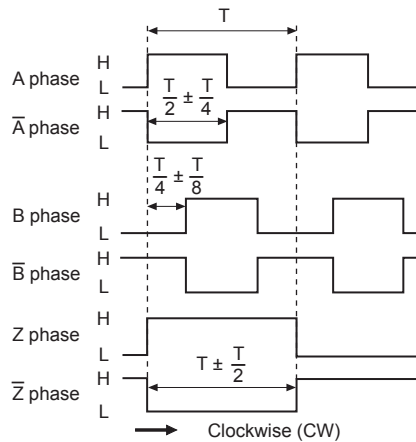 T
H
A phase
L
T/2 ± T/4
H
A̅ phase
L
T/4 ± T/8
H
B phase
L
H
B̅ phase
L
H
Z phase
L
T ± T/2
H
Z̅ phase
L
Clockwise (CW)